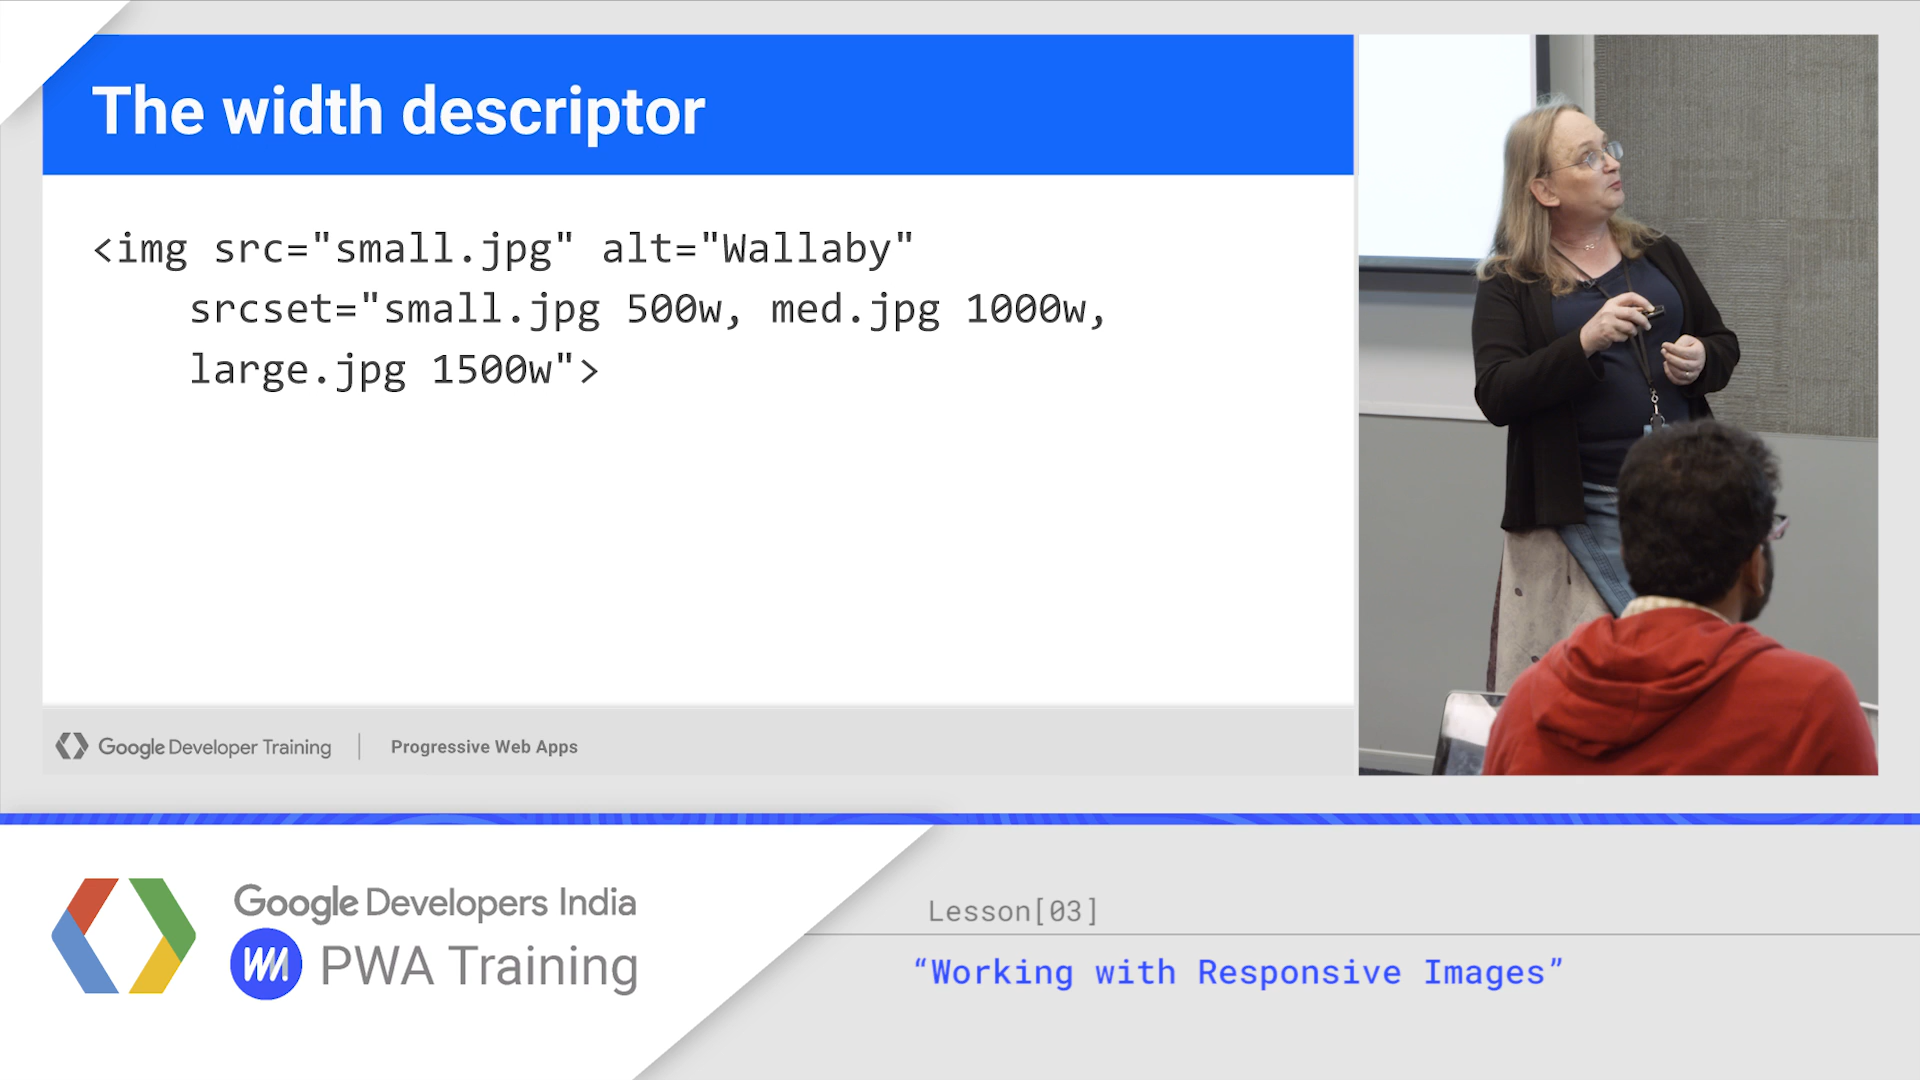 The width descriptor
<img src="small.jpg" alt="Wallaby"
srcset="small.jpg 500w, med.jpg 1000w,
large.jpg 1500w">
Google Developer Training | Progressive Web Apps
Google Developers India
PWA Training
Lesson[03]
“Working with Responsive Images”